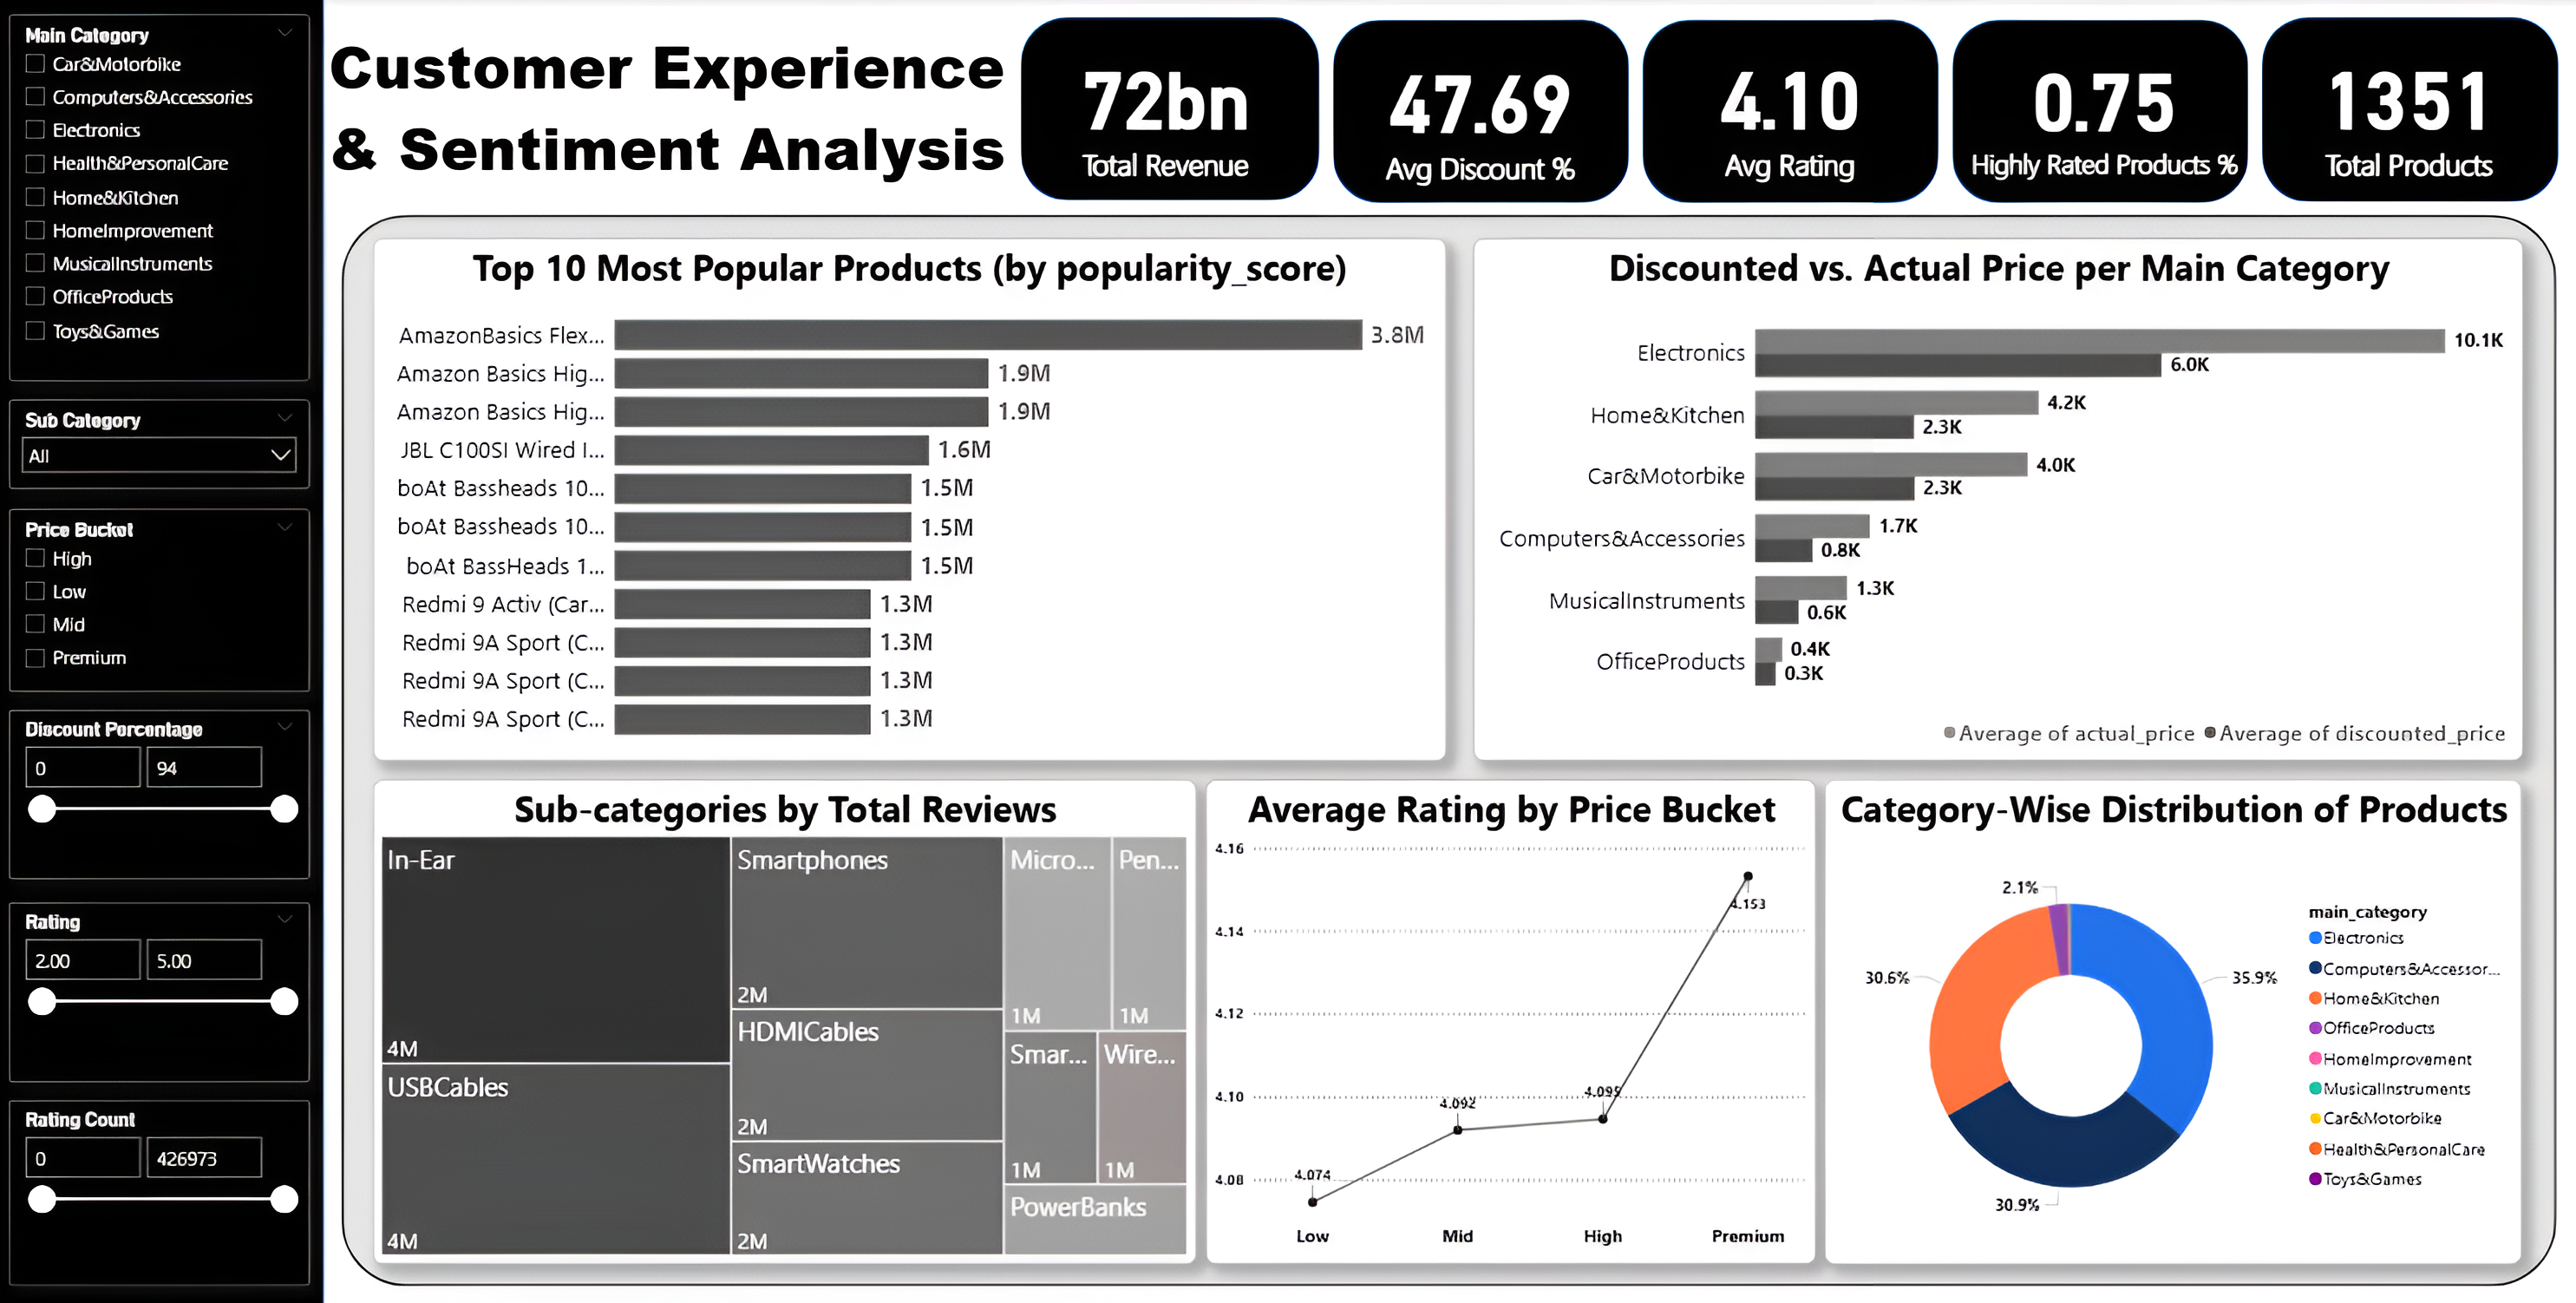 Main Category
Car&Motorbike
Computers&Accessories
Electronics
Health&PersonalCare
Home&Kitchen
HomeImprovement
MusicalInstruments
OfficeProducts
Toys&Games
Sub Category
All
Price Bucket
High
Low
Mid
Premium
Discount Percentage
0 94
Rating
2.00 5.00
Rating Count
0 426973
Customer Experience
& Sentiment Analysis
72bn
Total Revenue
47.69
Avg Discount %
4.10
Avg Rating
0.75
Highly Rated Products %
1351
Total Products
Top 10 Most Popular Products (by popularity_score)
AmazonBasics Flex... 3.8M
Amazon Basics Hig... 1.9M
Amazon Basics Hig... 1.9M
JBL C100SI Wired I... 1.6M
boAt Bassheads 10... 1.5M
boAt Bassheads 10... 1.5M
boAt BassHeads 1... 1.5M
Redmi 9 Activ (Car... 1.3M
Redmi 9A Sport (C... 1.3M
Redmi 9A Sport (C... 1.3M
Redmi 9A Sport (C... 1.3M
Discounted vs. Actual Price per Main Category
Electronics 10.1K 6.0K
Home&Kitchen 4.2K 2.3K
Car&Motorbike 4.0K 2.3K
Computers&Accessories 1.7K 0.8K
MusicalInstruments 1.3K 0.6K
OfficeProducts 0.4K 0.3K
Average of actual_price Average of discounted_price
Sub-categories by Total Reviews
In-Ear
4M
USBCables
4M
Smartphones
2M
HDMICables
2M
SmartWatches
2M
Micro...
1M
Pen...
1M
Smar...
1M
Wire...
1M
PowerBanks
Average Rating by Price Bucket
4.16
4.14
4.12
4.10
4.08
4.074
4.092
4.095
4.153
Low Mid High Premium
Category-Wise Distribution of Products
2.1%
30.6%
35.9%
30.9%
main_category
Electronics
Computers&Accessor...
Home&Kitchen
OfficeProducts
HomeImprovement
MusicalInstruments
Car&Motorbike
Health&PersonalCare
Toys&Games